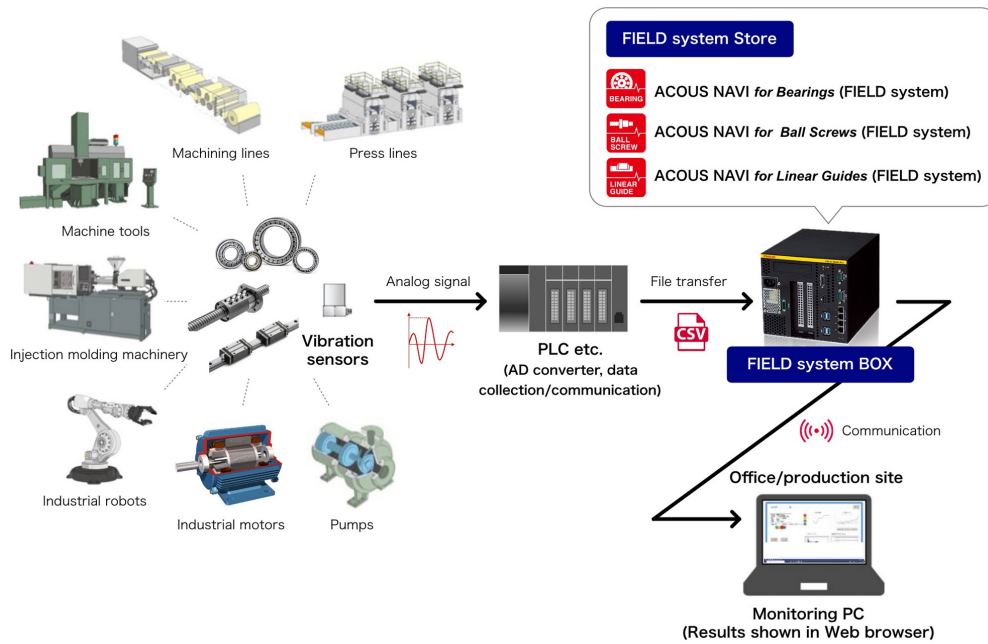 FIELD system Store
BEARING
ACOUS NAVI for Bearings (FIELD system)
BALL
SCREW
ACOUS NAVI for Ball Screws (FIELD system)
LINEAR
GUIDE
ACOUS NAVI for Linear Guides (FIELD system)
Machining lines
Press lines
Machine tools
Injection molding machinery
Industrial robots
Industrial motors
Pumps
Vibration
sensors
Analog signal
PLC etc.
(AD converter, data
collection/communication)
File transfer
CSV
FIELD system BOX
Communication
Office/production site
Monitoring PC
(Results shown in Web browser)